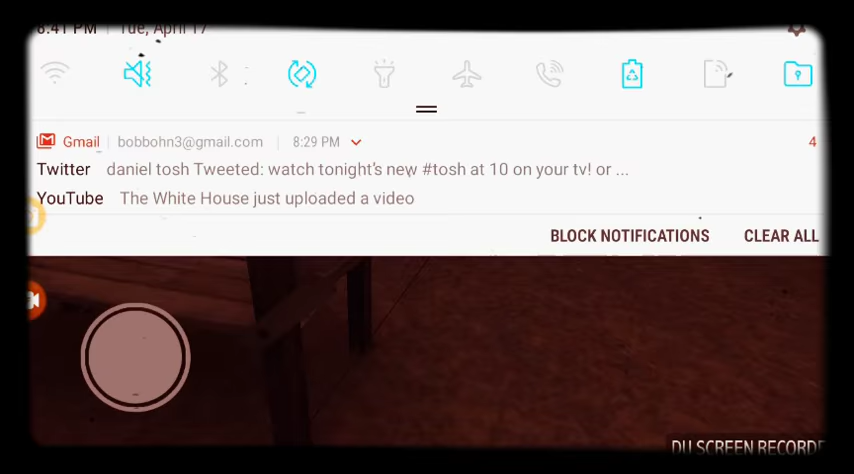 8:41 PM | Tue, April 17
Gmail | bobbohn3@gmail.com | 8:29 PM 4
Twitter daniel tosh Tweeted: watch tonight's new #tosh at 10 on your tv! or ...
YouTube The White House just uploaded a video
BLOCK NOTIFICATIONS CLEAR ALL
DU SCREEN RECORDE